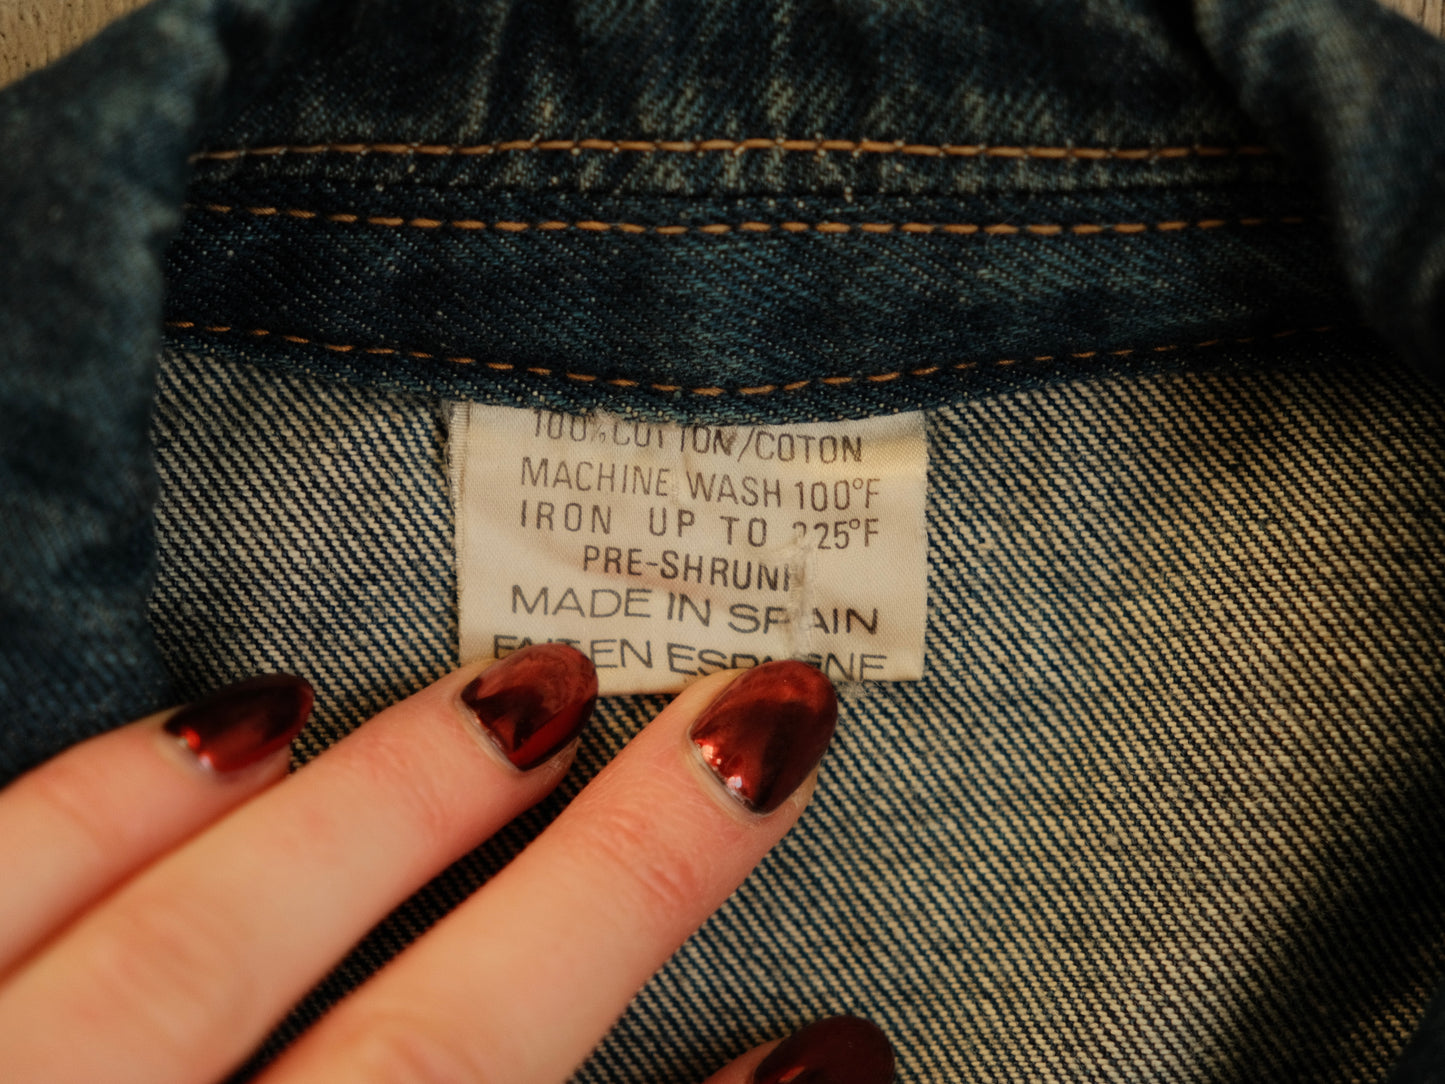 100% COTTON/COTON
MACHINE WASH 100°F
IRON UP TO 225°F
PRE-SHRUNK
MADE IN SPAIN
FAIT EN ESPAGNE